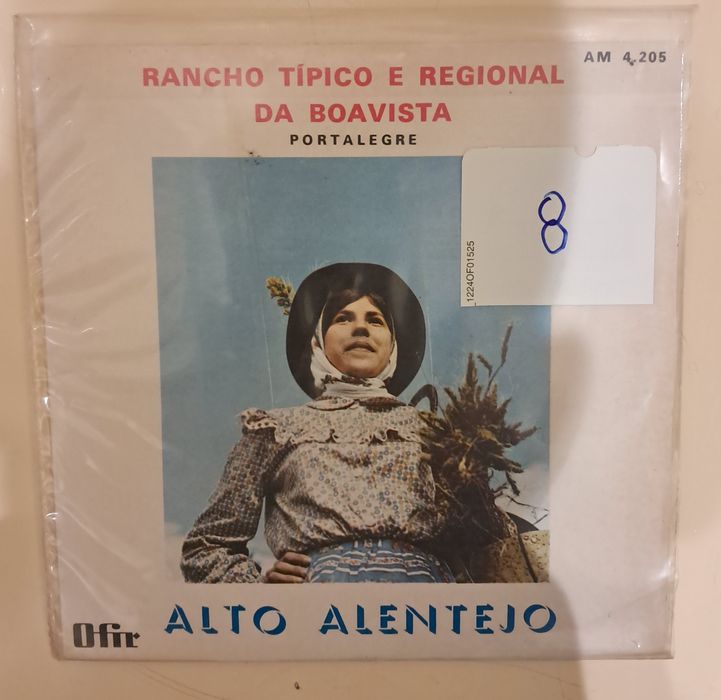 AM 4.205
RANCHO TÍPICO E REGIONAL
DA BOAVISTA
PORTALEGRE
8
1224OF01525
Ofir
ALTO ALENTEJO